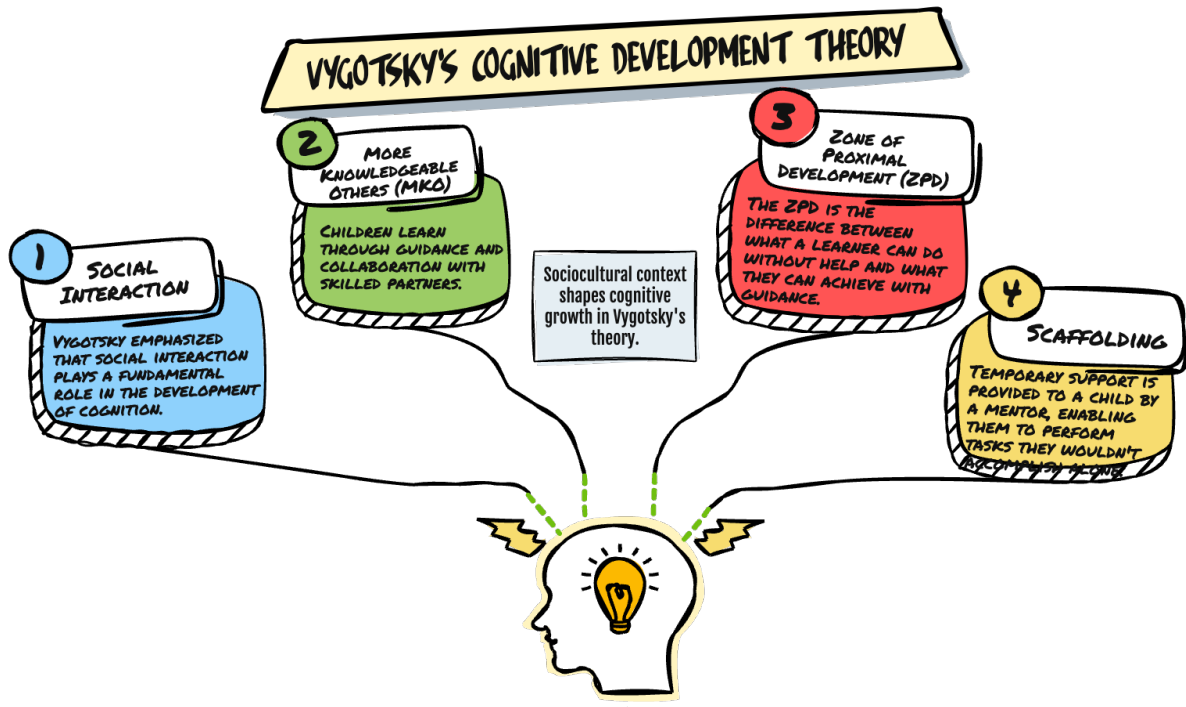 VYGOTSKY'S COGNITIVE DEVELOPMENT THEORY
1
SOCIAL
INTERACTION
VYGOTSKY EMPHASIZED
THAT SOCIAL INTERACTION
PLAYS A FUNDAMENTAL
ROLE IN THE DEVELOPMENT
OF COGNITION.
2
MORE
KNOWLEDGEABLE
OTHERS (MKO)
CHILDREN LEARN
THROUGH GUIDANCE AND
COLLABORATION WITH
SKILLED PARTNERS.
Sociocultural context
shapes cognitive
growth in Vygotsky's
theory.
3
ZONE OF
PROXIMAL
DEVELOPMENT (ZPD)
THE ZPD IS THE
DIFFERENCE BETWEEN
WHAT A LEARNER CAN DO
WITHOUT HELP AND WHAT
THEY CAN ACHIEVE WITH
GUIDANCE.
4
SCAFFOLDING
TEMPORARY SUPPORT IS
PROVIDED TO A CHILD BY
A MENTOR, ENABLING
THEM TO PERFORM
TASKS THEY WOULDN'T
ACCOMPLISH ALONE.